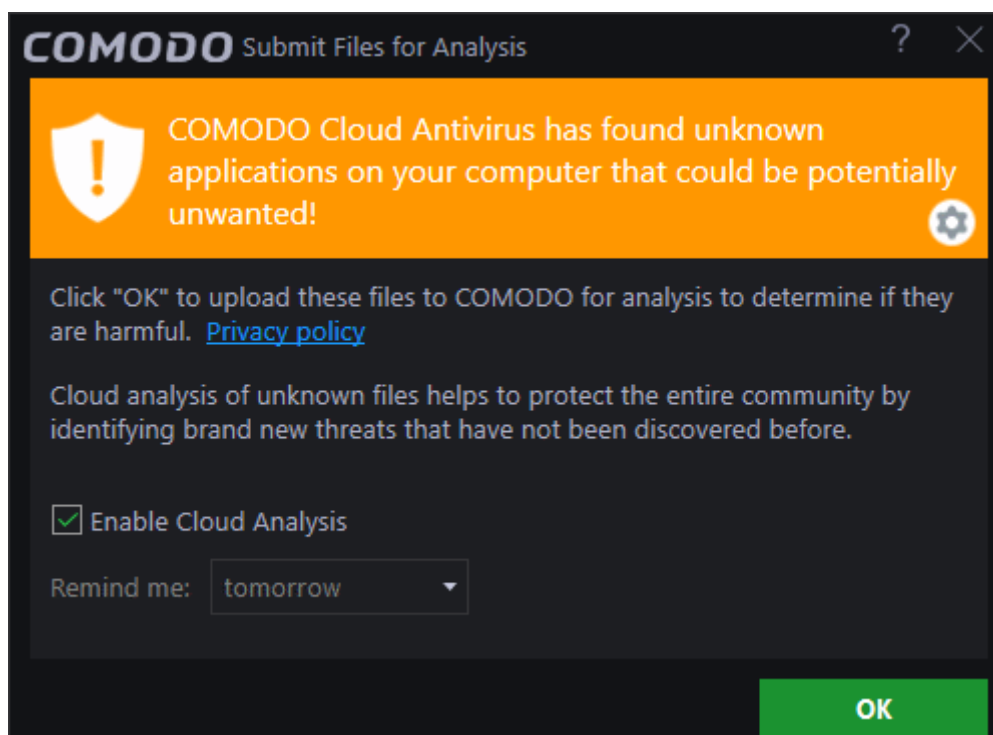 COMODO Submit Files for Analysis ?
COMODO Cloud Antivirus has found unknown
applications on your computer that could be potentially
unwanted!
Click "OK" to upload these files to COMODO for analysis to determine if they
are harmful. Privacy policy
Cloud analysis of unknown files helps to protect the entire community by
identifying brand new threats that have not been discovered before.
Enable Cloud Analysis
Remind me: tomorrow
OK